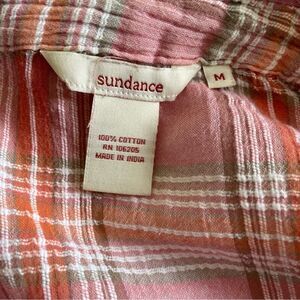 sundance
M
100% COTTON
RN 106205
MADE IN INDIA